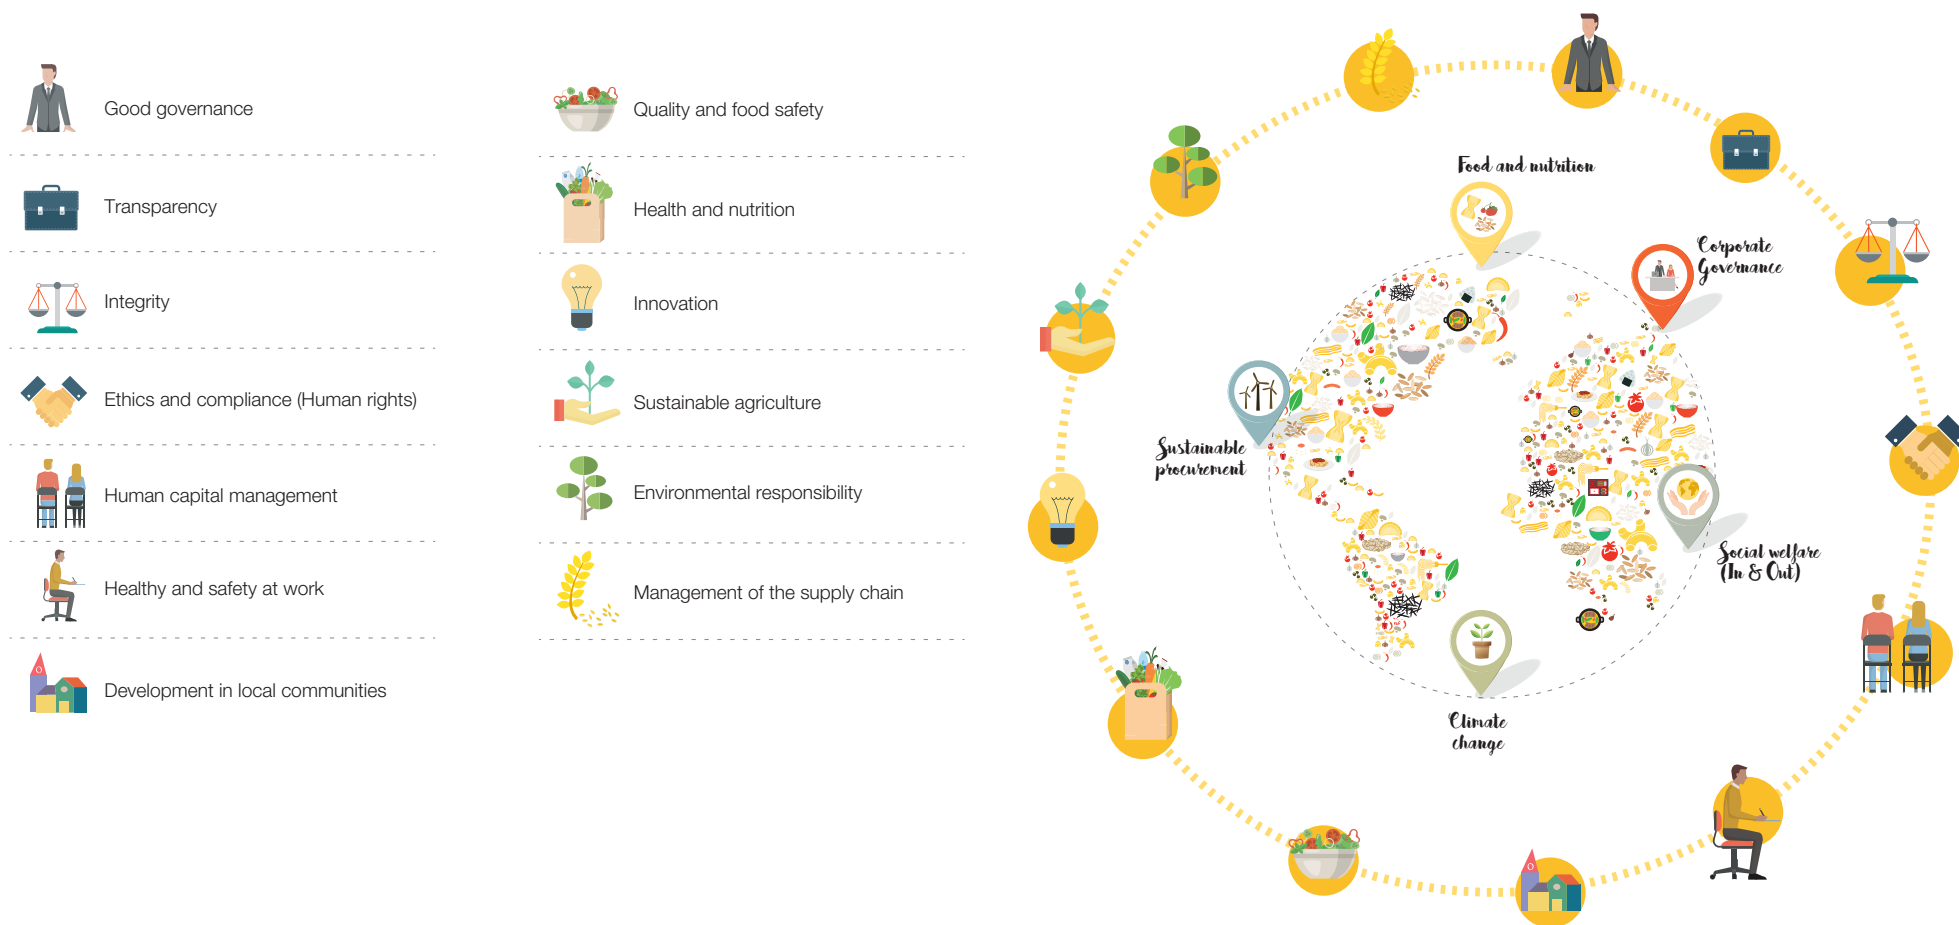 Good governance
Transparency
Integrity
Ethics and compliance (Human rights)
Human capital management
Healthy and safety at work
Development in local communities
Quality and food safety
Health and nutrition
Innovation
Sustainable agriculture
Environmental responsibility
Management of the supply chain
Food and nutrition
Corporate
Governance
Sustainable
procurement
Social welfare
(In & Out)
Climate
change